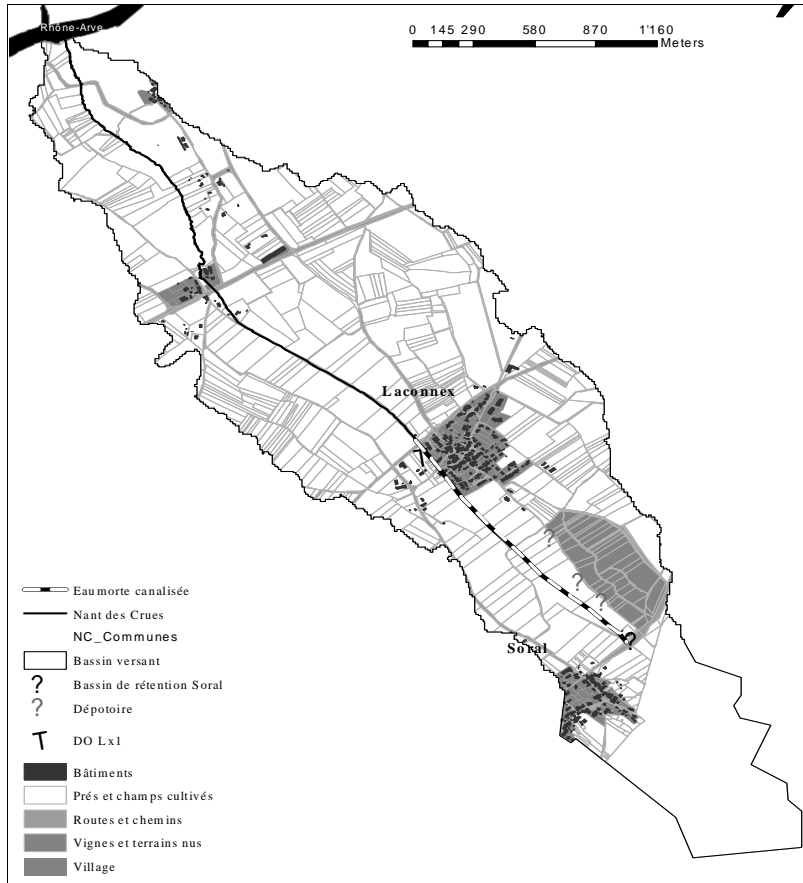 Rhône-Arve
0 145 290 580 870 1'160
Meters
Laconnex
Soral
?
?
?
?
T
Eaumorte canalisée
Nant des Crues
NC_Communes
Bassin versant
? Bassin de rétention Soral
? Dépotoire
T DO Lx1
Bâtiments
Prés et champs cultivés
Routes et chemins
Vignes et terrains nus
Village